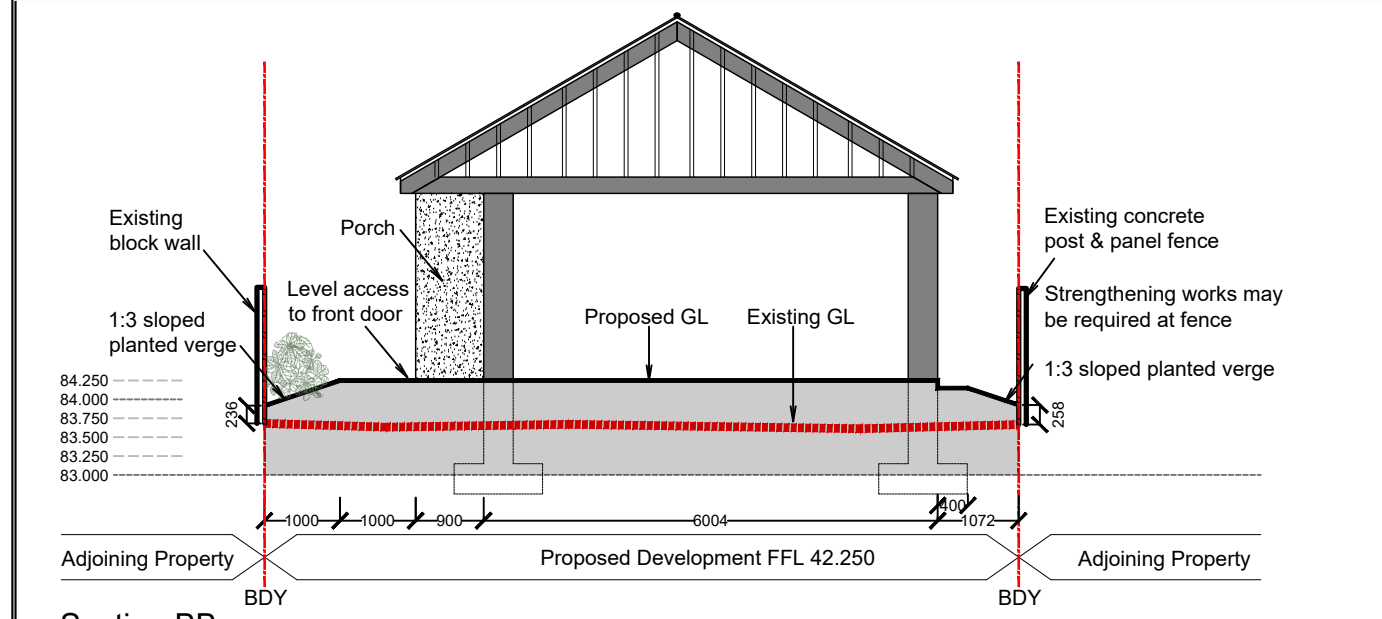 Existing
block wall
Porch
Existing concrete
post & panel fence
Level access
to front door
Strengthening works may
be required at fence
1:3 sloped
planted verge
Proposed GL
Existing GL
1:3 sloped planted verge
84.250
84.000
83.750
83.500
83.250
83.000
236
258
400
1000
1000
900
6004
1072
Adjoining Property
Proposed Development FFL 42.250
Adjoining Property
BDY
BDY